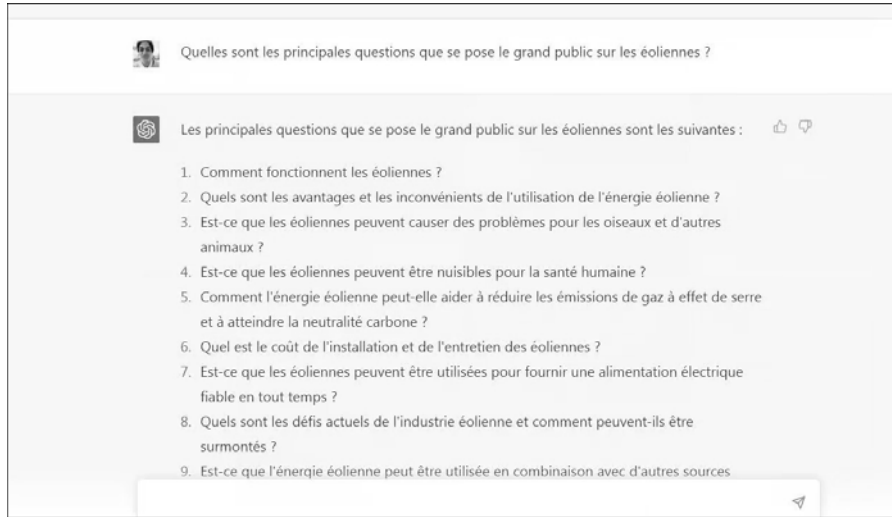 Quelles sont les principales questions que se pose le grand public sur les éoliennes ?
Les principales questions que se pose le grand public sur les éoliennes sont les suivantes :
1. Comment fonctionnent les éoliennes ?
2. Quels sont les avantages et les inconvénients de l'utilisation de l'énergie éolienne ?
3. Est-ce que les éoliennes peuvent causer des problèmes pour les oiseaux et d'autres
animaux ?
4. Est-ce que les éoliennes peuvent être nuisibles pour la santé humaine ?
5. Comment l'énergie éolienne peut-elle aider à réduire les émissions de gaz à effet de serre
et à atteindre la neutralité carbone ?
6. Quel est le coût de l'installation et de l'entretien des éoliennes ?
7. Est-ce que les éoliennes peuvent être utilisées pour fournir une alimentation électrique
fiable en tout temps ?
8. Quels sont les défis actuels de l'industrie éolienne et comment peuvent-ils être
surmontés ?
9. Est-ce que l'énergie éolienne peut être utilisée en combinaison avec d'autres sources